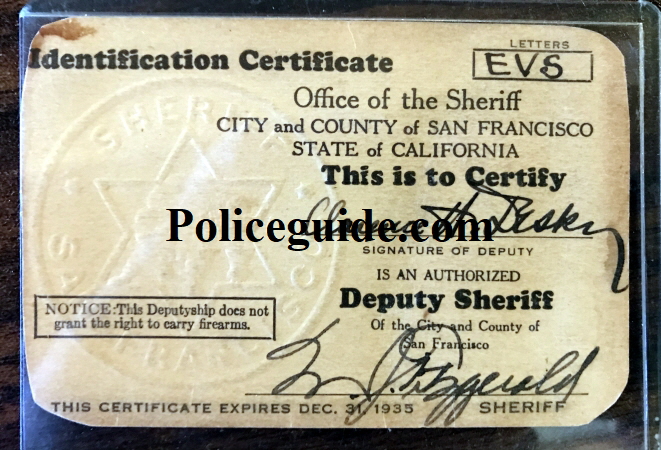 LETTERS
Identification Certificate EVS
Office of the Sheriff
CITY and COUNTY of SAN FRANCISCO
STATE of CALIFORNIA
This is to Certify
H. Desky
Policeguide.com
SIGNATURE OF DEPUTY
IS AN AUTHORIZED
Deputy Sheriff
NOTICE: This Deputyship does not
grant the right to carry firearms.
Of the City and County of
San Francisco
W. J. Fitzgerald
THIS CERTIFICATE EXPIRES DEC. 31, 1935 SHERIFF
SHERIFF